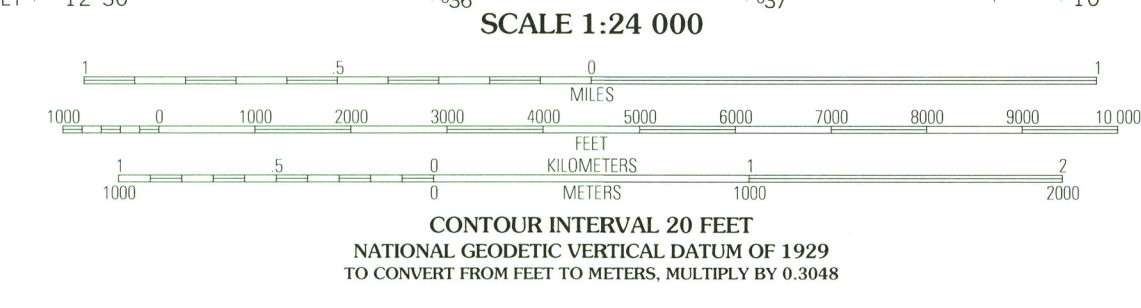 SCALE 1:24 000
1 .5 0 1
MILES
1000 0 1000 2000 3000 4000 5000 6000 7000 8000 9000 10 000
FEET
1 .5 0 KILOMETERS 1 2
1000 0 METERS 1000 2000
CONTOUR INTERVAL 20 FEET
NATIONAL GEODETIC VERTICAL DATUM OF 1929
TO CONVERT FROM FEET TO METERS, MULTIPLY BY 0.3048